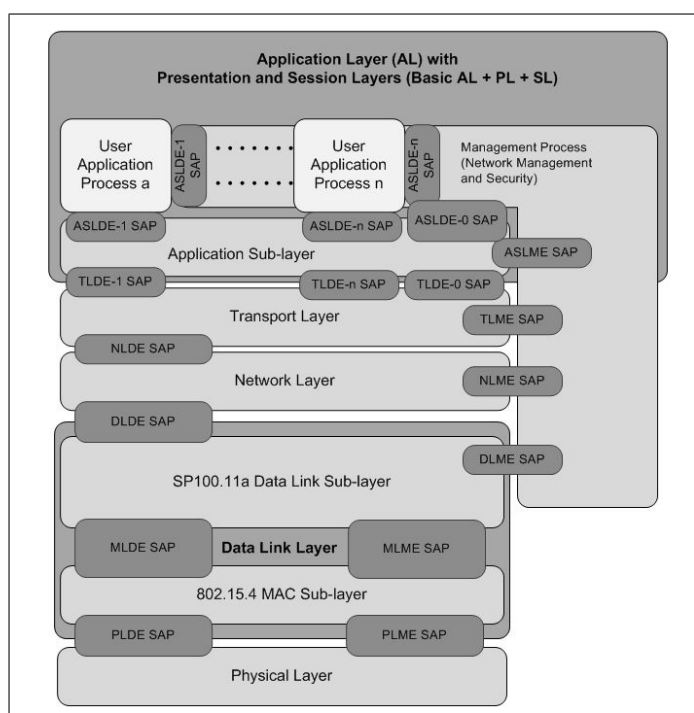 Application Layer (AL) with
Presentation and Session Layers (Basic AL + PL + SL)
User
Application
Process a
ASLDE-1
SAP
User
Application
Process n
ASLDE-n
SAP
Management Process
(Network Management
and Security)
ASLDE-1 SAP
ASLDE-n SAP
ASLDE-0 SAP
Application Sub-layer
ASLME SAP
TLDE-1 SAP
TLDE-n SAP
TLDE-0 SAP
Transport Layer
TLME SAP
NLDE SAP
Network Layer
NLME SAP
DLDE SAP
DLME SAP
SP100.11a Data Link Sub-layer
MLDE SAP
Data Link Layer
MLME SAP
802.15.4 MAC Sub-layer
PLDE SAP
PLME SAP
Physical Layer